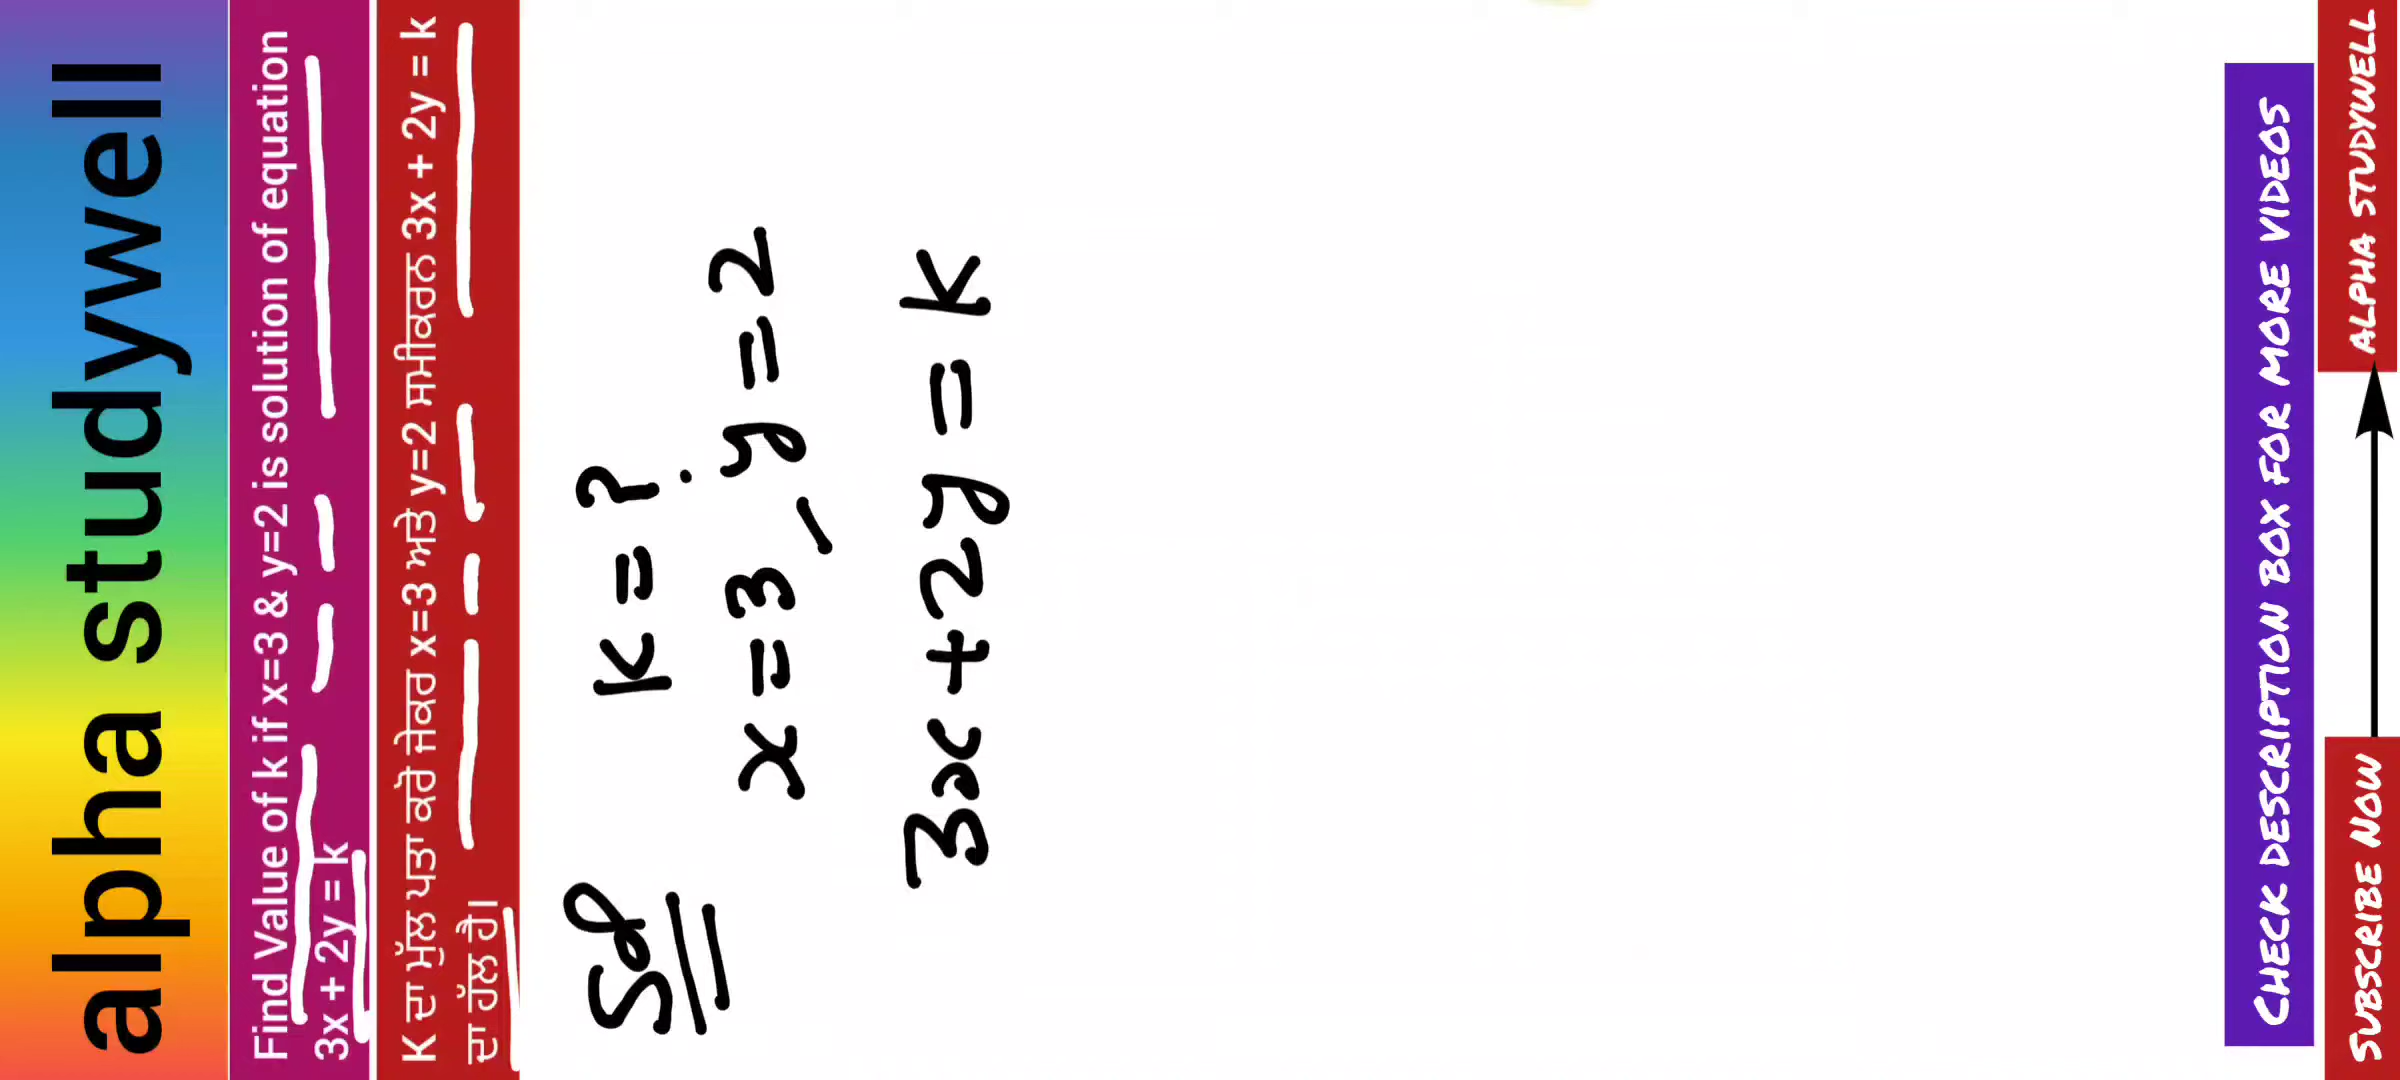 alpha studywell
Find Value of k if x=3 & y=2 is solution of equation
3x + 2y = k
K ਦਾ ਮੁੱਲ ਪਤਾ ਕਰੋ ਜੇਕਰ x=3 ਅਤੇ y=2 ਸਮੀਕਰਨ 3x + 2y = k
ਦਾ ਹੱਲ ਹੈ।
Sol K = ?
x = 3, y = 2
3x + 2y = K
CHECK DESCRIPTION BOX FOR MORE VIDEOS
SUBSCRIBE NOW ALPHA STUDYWELL